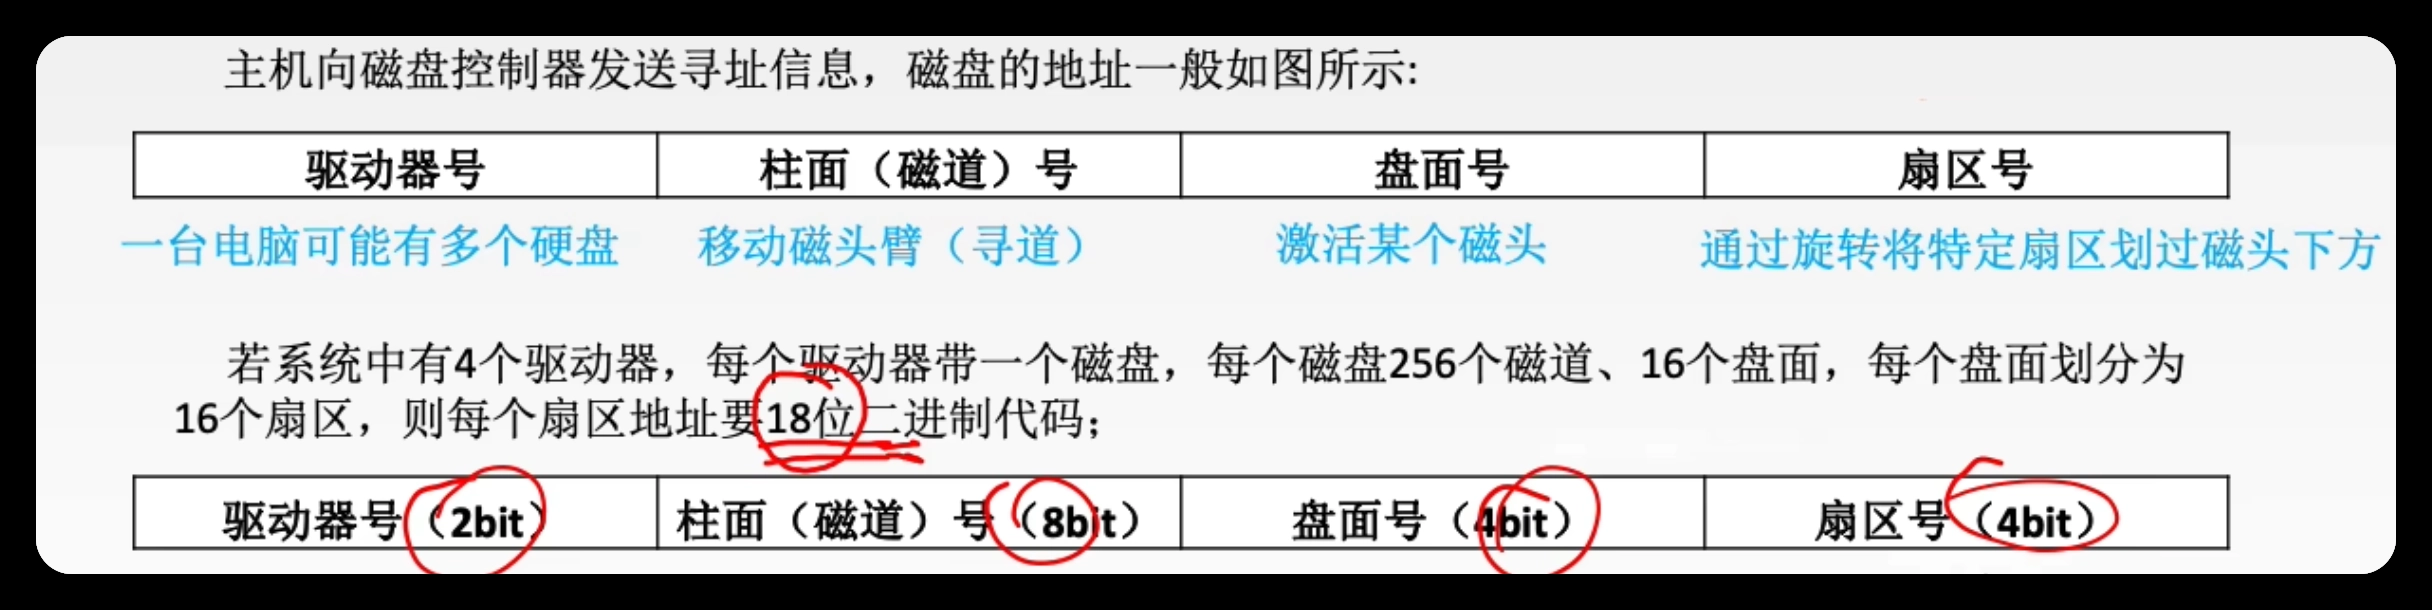 主机向磁盘控制器发送寻址信息，磁盘的地址一般如图所示:
驱动器号 柱面（磁道）号 盘面号 扇区号
一台电脑可能有多个硬盘 移动磁头臂（寻道） 激活某个磁头 通过旋转将特定扇区划过磁头下方
若系统中有4个驱动器，每个驱动器带一个磁盘，每个磁盘256个磁道、16个盘面，每个盘面划分为
16个扇区，则每个扇区地址要18位二进制代码；
驱动器号（2bit） 柱面（磁道）号（8bit） 盘面号（4bit） 扇区号（4bit）